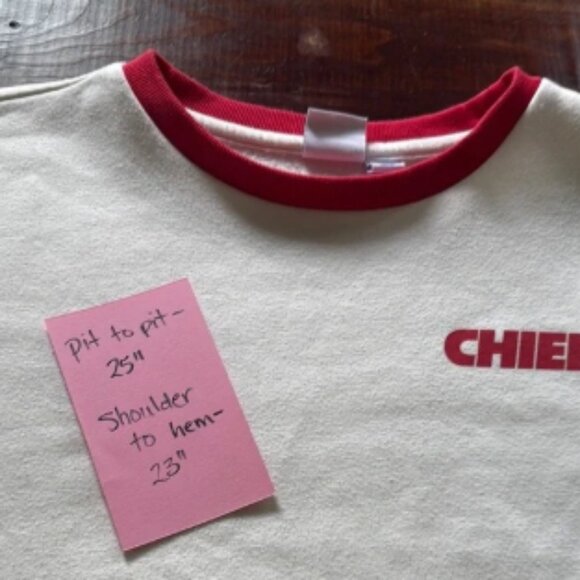 Pit to pit-
25"
Shoulder
to hem-
23"
CHIEF